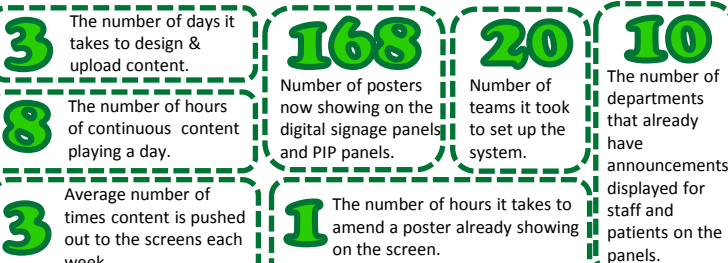 3
The number of days it
takes to design &
upload content.
8
The number of hours
of continuous content
playing a day.
3
Average number of
times content is pushed
out to the screens each
week
168
Number of posters
now showing on the
digital signage panels
and PIP panels.
20
Number of
teams it took
to set up the
system.
1
The number of hours it takes to
amend a poster already showing
on the screen.
10
The number of
departments
that already
have
announcements
displayed for
staff and
patients on the
panels.